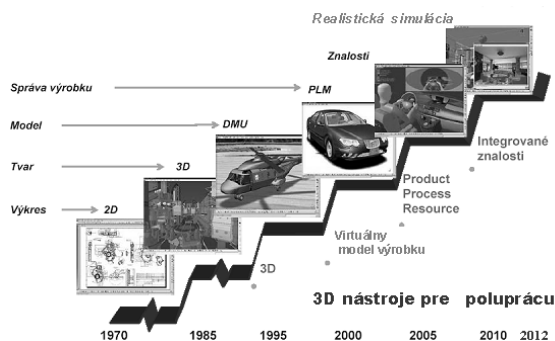 Realistická simulácia
Znalosti
Správa výrobku
PLM
Model
DMU
Tvar
3D
Výkres
2D
Integrované
znalosti
Product
Process
Resource
Virtuálny
model výrobku
3D
3D nástroje pre poluprácu
1970 1985 1995 2000 2005 2010 2012